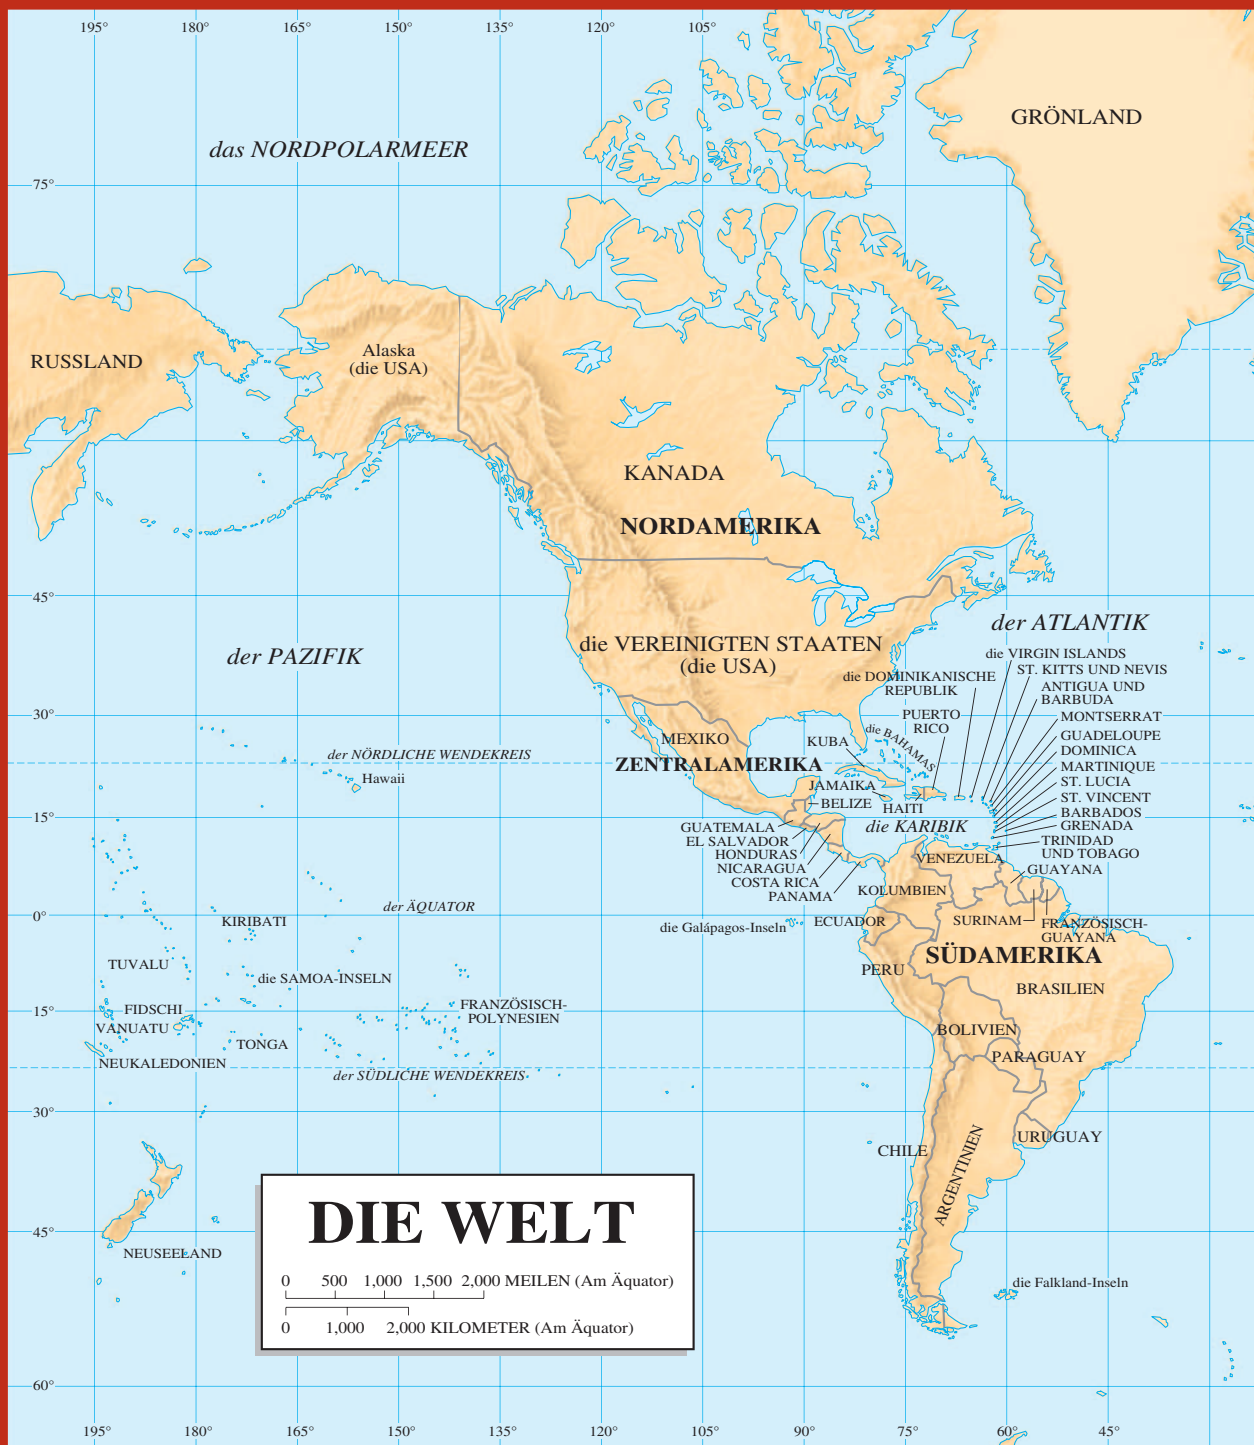 195° 180° 165° 150° 135° 120° 105°
GRÖNLAND
das NORDPOLARMEER
75°
RUSSLAND
Alaska
(die USA)
KANADA
NORDAMERIKA
45°
der ATLANTIK
die VEREINIGTEN STAATEN
(die USA)
der PAZIFIK
die VIRGIN ISLANDS
ST. KITTS UND NEVIS
die DOMINIKANISCHE
REPUBLIK
ANTIGUA UND
BARBUDA
30°
PUERTO
RICO
MONTSERRAT
die BAHAMAS
GUADELOUPE
MEXIKO
KUBA
DOMINICA
der NÖRDLICHE WENDEKREIS
ZENTRALAMERIKA
MARTINIQUE
Hawaii
JAMAIKA
ST. LUCIA
BELIZE
HAITI
ST. VINCENT
15°
BARBADOS
GUATEMALA
die KARIBIK
GRENADA
EL SALVADOR
TRINIDAD
UND TOBAGO
HONDURAS
VENEZUELA
NICARAGUA
GUAYANA
COSTA RICA
KOLUMBIEN
PANAMA
der ÄQUATOR
0°
KIRIBATI
die Galápagos-Inseln
ECUADOR
SURINAM
FRANZÖSISCH-
GUAYANA
SÜDAMERIKA
TUVALU
PERU
die SAMOA-INSELN
BRASILIEN
15°
FIDSCHI
FRANZÖSISCH-
POLYNESIEN
VANUATU
BOLIVIEN
TONGA
PARAGUAY
NEUKALEDONIEN
der SÜDLICHE WENDEKREIS
30°
URUGUAY
CHILE
ARGENTINIEN
45°
NEUSEELAND
DIE WELT
0 500 1,000 1,500 2,000 MEILEN (Am Äquator)
0 1,000 2,000 KILOMETER (Am Äquator)
die Falkland-Inseln
60°
195° 180° 165° 150° 135° 120° 105° 90° 75° 60° 45°